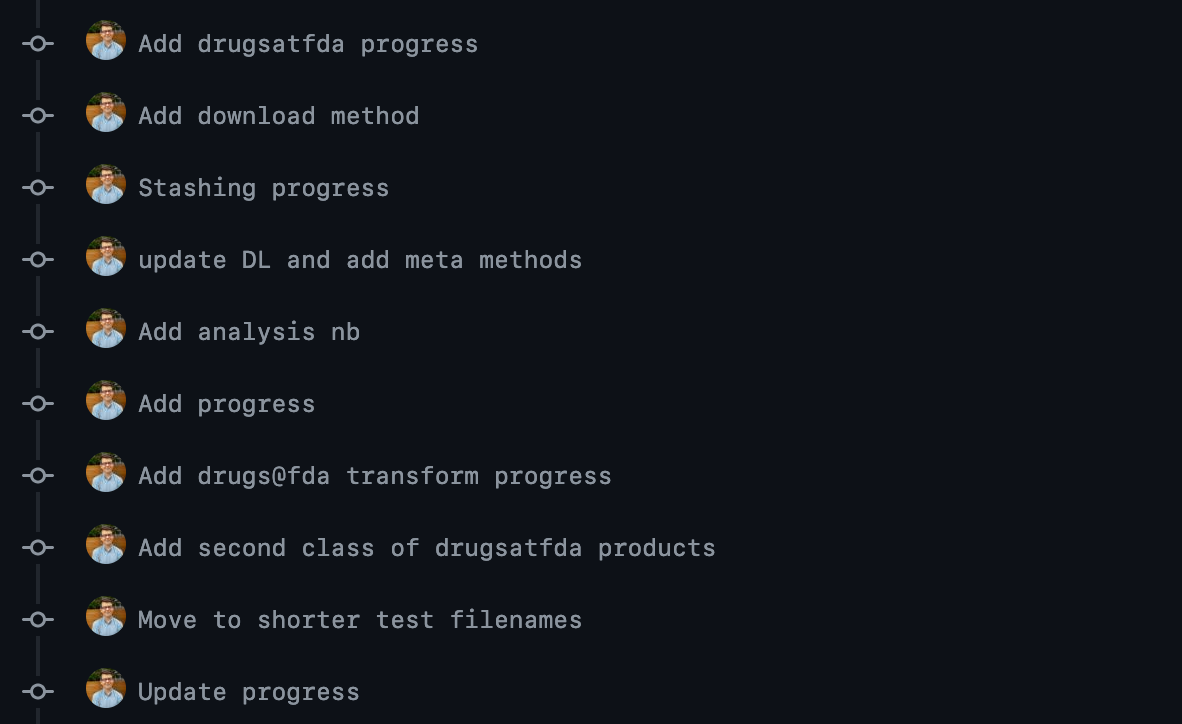 Add drugsatfda progress
Add download method
Stashing progress
update DL and add meta methods
Add analysis nb
Add progress
Add drugs@fda transform progress
Add second class of drugsatfda products
Move to shorter test filenames
Update progress